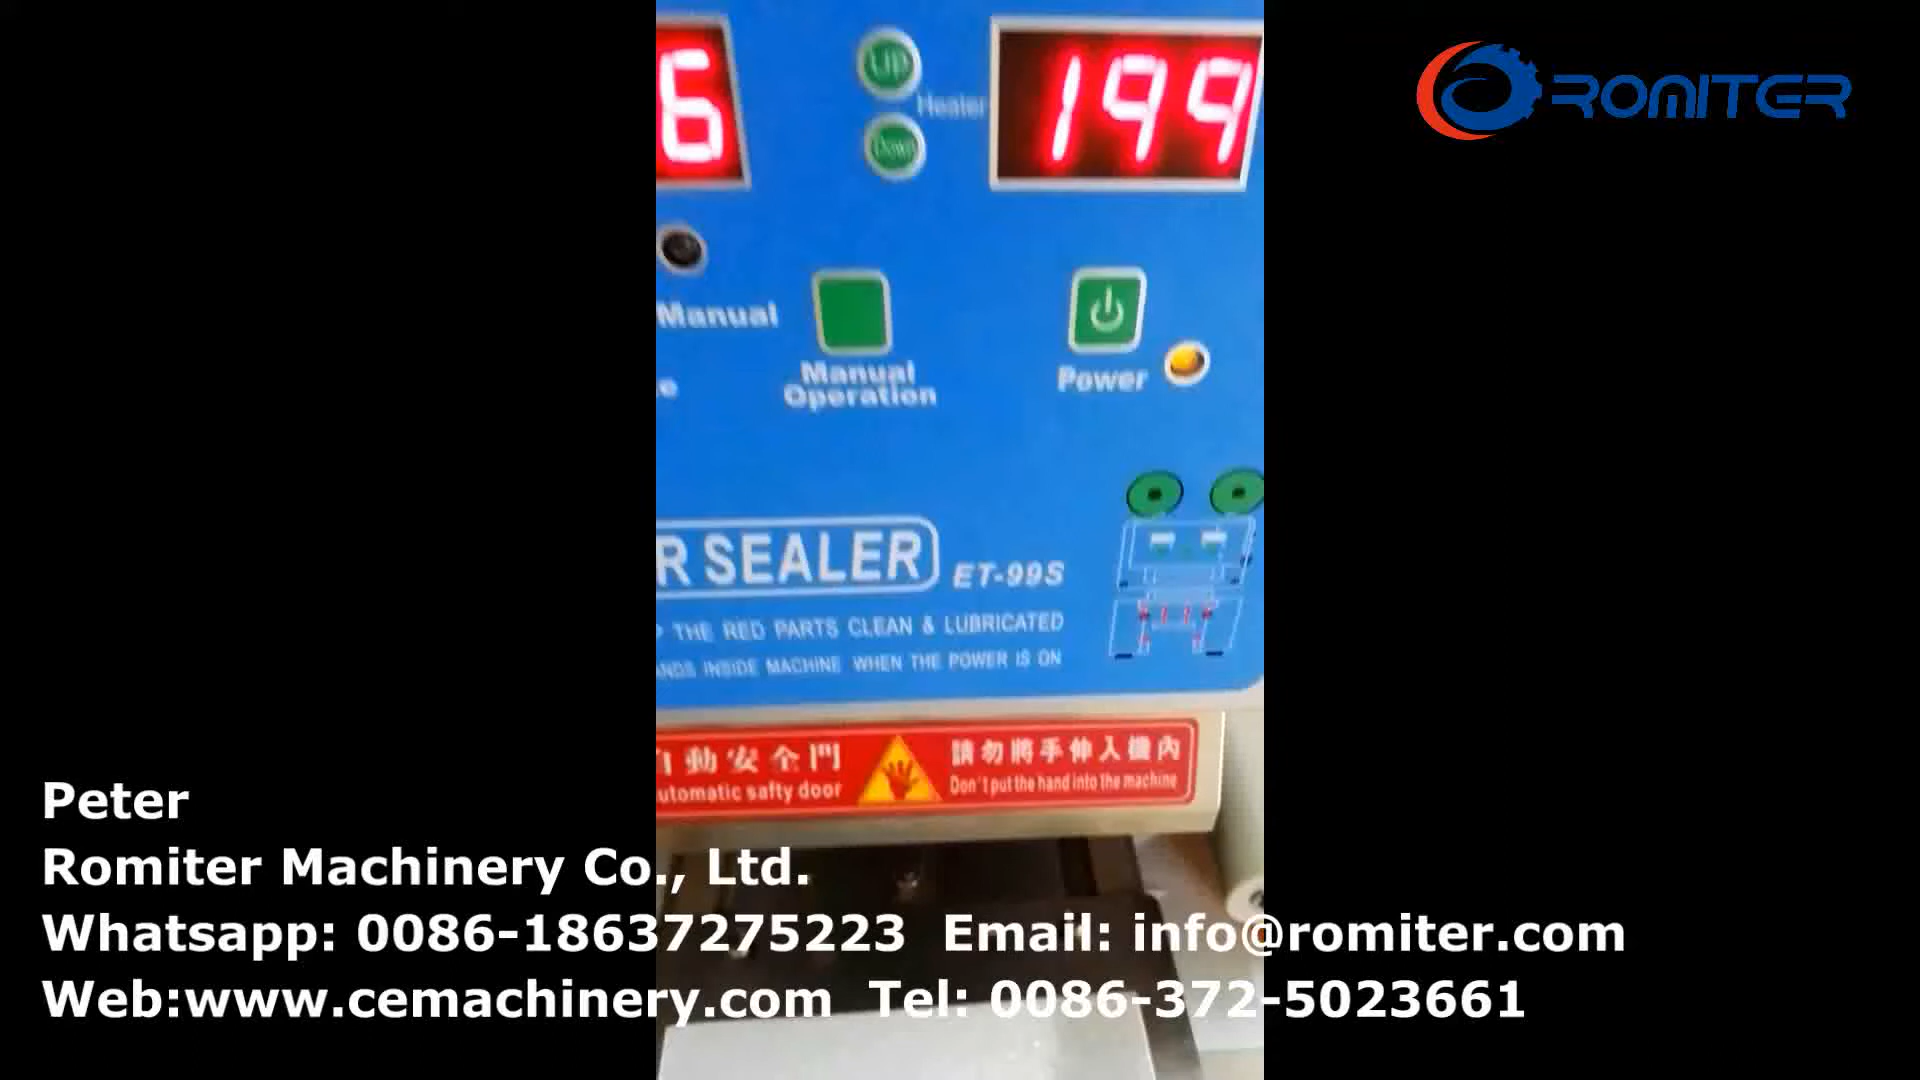 ROMITER
6
UP
Heater
Down
199
Manual
Manual
Operation
Power
R SEALER
ET-99S
THE RED PARTS CLEAN & LUBRICATED
ANDS INSIDE MACHINE WHEN THE POWER IS ON
自動安全門
請勿將手伸入機內
utomatic safty door
Don't put the hand into the machine
Peter
Romiter Machinery Co., Ltd.
Whatsapp: 0086-18637275223 Email: info@romiter.com
Web:www.cemachinery.com Tel: 0086-372-5023661